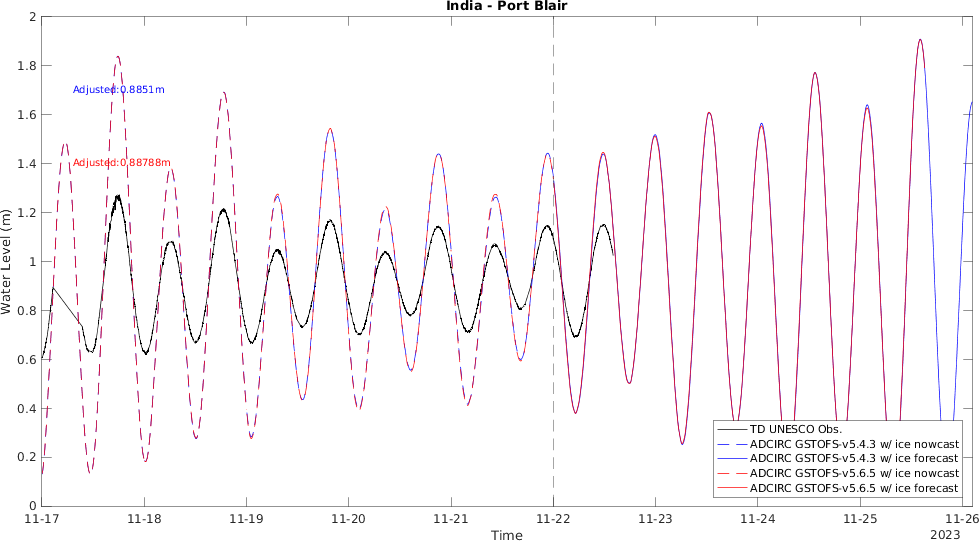 India - Port Blair
2
1.8
1.6
1.4
1.2
1
0.8
0.6
0.4
0.2
0
Water Level (m)
Adjusted:0.8851m
Adjusted:0.88788m
TD UNESCO Obs.
ADCIRC GSTOFS-v5.4.3 w/ ice nowcast
ADCIRC GSTOFS-v5.4.3 w/ ice forecast
ADCIRC GSTOFS-v5.6.5 w/ ice nowcast
ADCIRC GSTOFS-v5.6.5 w/ ice forecast
11-17 11-18 11-19 11-20 11-21 11-22 11-23 11-24 11-25 11-26
Time
2023